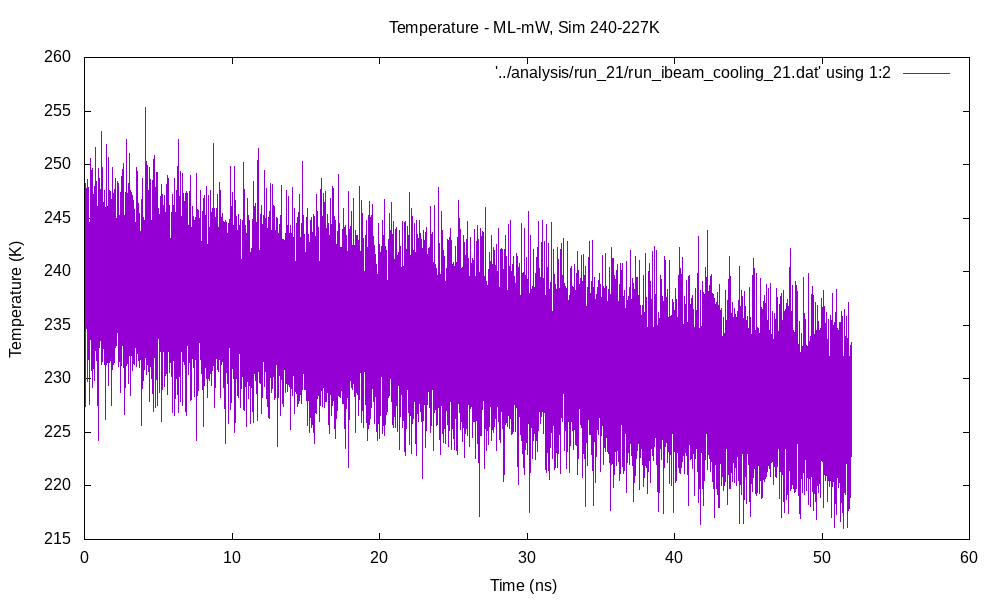 Temperature - ML-mW, Sim 240-227K
'../analysis/run_21/run_ibeam_cooling_21.dat' using 1:2
Temperature (K)
260
255
250
245
240
235
230
225
220
215
0 10 20 30 40 50 60
Time (ns)